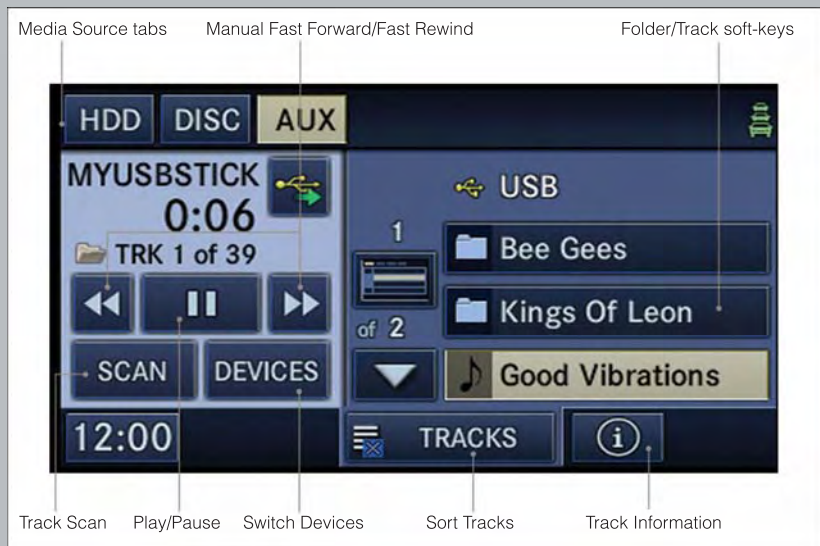 Media Source tabs
Manual Fast Forward/Fast Rewind
Folder/Track soft-keys
HDD
DISC
AUX
MYUSBSTICK
0:06
TRK 1 of 39
SCAN
DEVICES
12:00
USB
1
of 2
Bee Gees
Kings Of Leon
Good Vibrations
TRACKS
i
Track Scan
Play/Pause
Switch Devices
Sort Tracks
Track Information